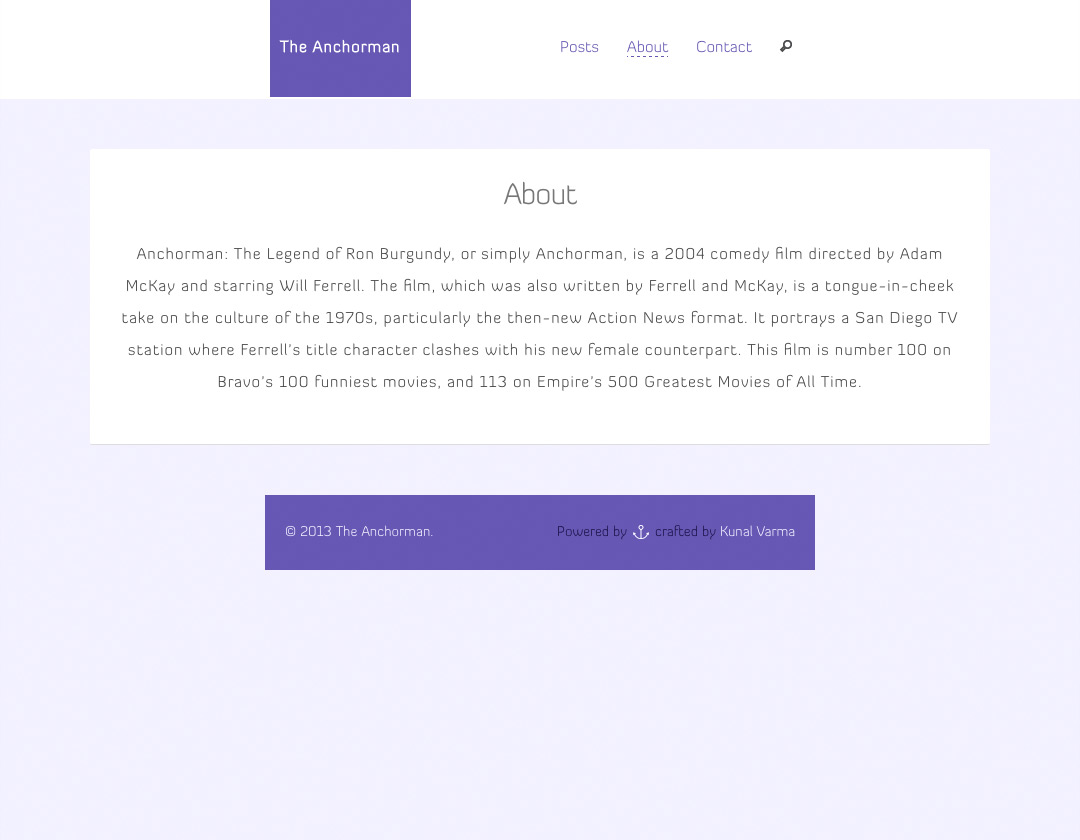 The Anchorman
Posts About Contact
About
Anchorman: The Legend of Ron Burgundy, or simply Anchorman, is a 2004 comedy film directed by Adam
McKay and starring Will Ferrell. The film, which was also written by Ferrell and McKay, is a tongue-in-cheek
take on the culture of the 1970s, particularly the then-new Action News format. It portrays a San Diego TV
station where Ferrell's title character clashes with his new female counterpart. This film is number 100 on
Bravo's 100 funniest movies, and 113 on Empire's 500 Greatest Movies of All Time.
© 2013 The Anchorman.
Powered by crafted by Kunal Varma